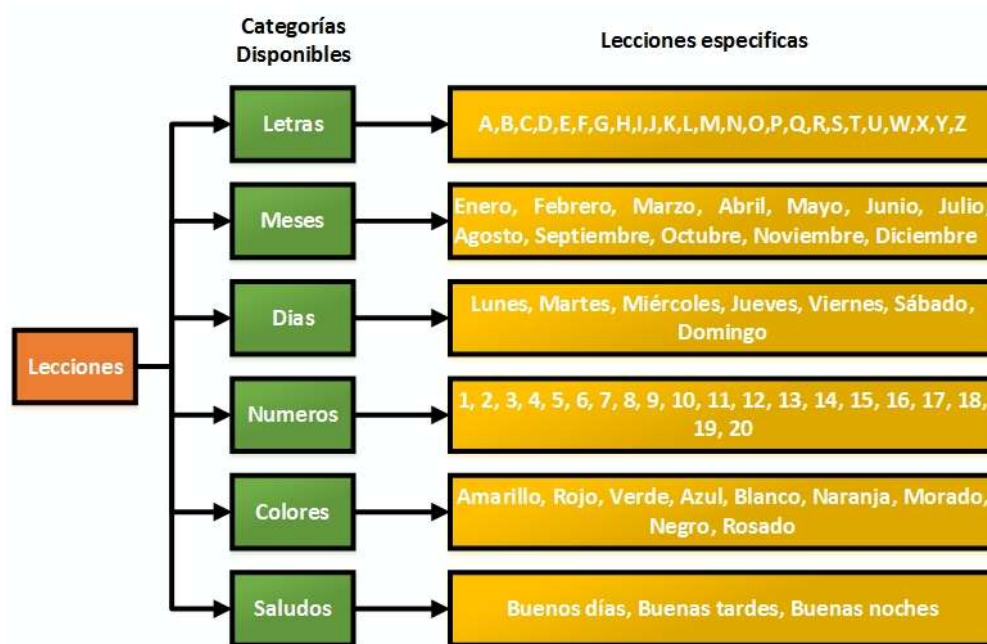 Categorías
Disponibles
Lecciones especificas
Letras
A,B,C,D,E,F,G,H,I,J,K,L,M,N,O,P,Q,R,S,T,U,W,X,Y,Z
Meses
Enero, Febrero, Marzo, Abril, Mayo, Junio, Julio,
Agosto, Septiembre, Octubre, Noviembre, Diciembre
Dias
Lunes, Martes, Miércoles, Jueves, Viernes, Sábado,
Domingo
Lecciones
Numeros
1, 2, 3, 4, 5, 6, 7, 8, 9, 10, 11, 12, 13, 14, 15, 16, 17, 18,
19, 20
Colores
Amarillo, Rojo, Verde, Azul, Blanco, Naranja, Morado,
Negro, Rosado
Saludos
Buenos días, Buenas tardes, Buenas noches